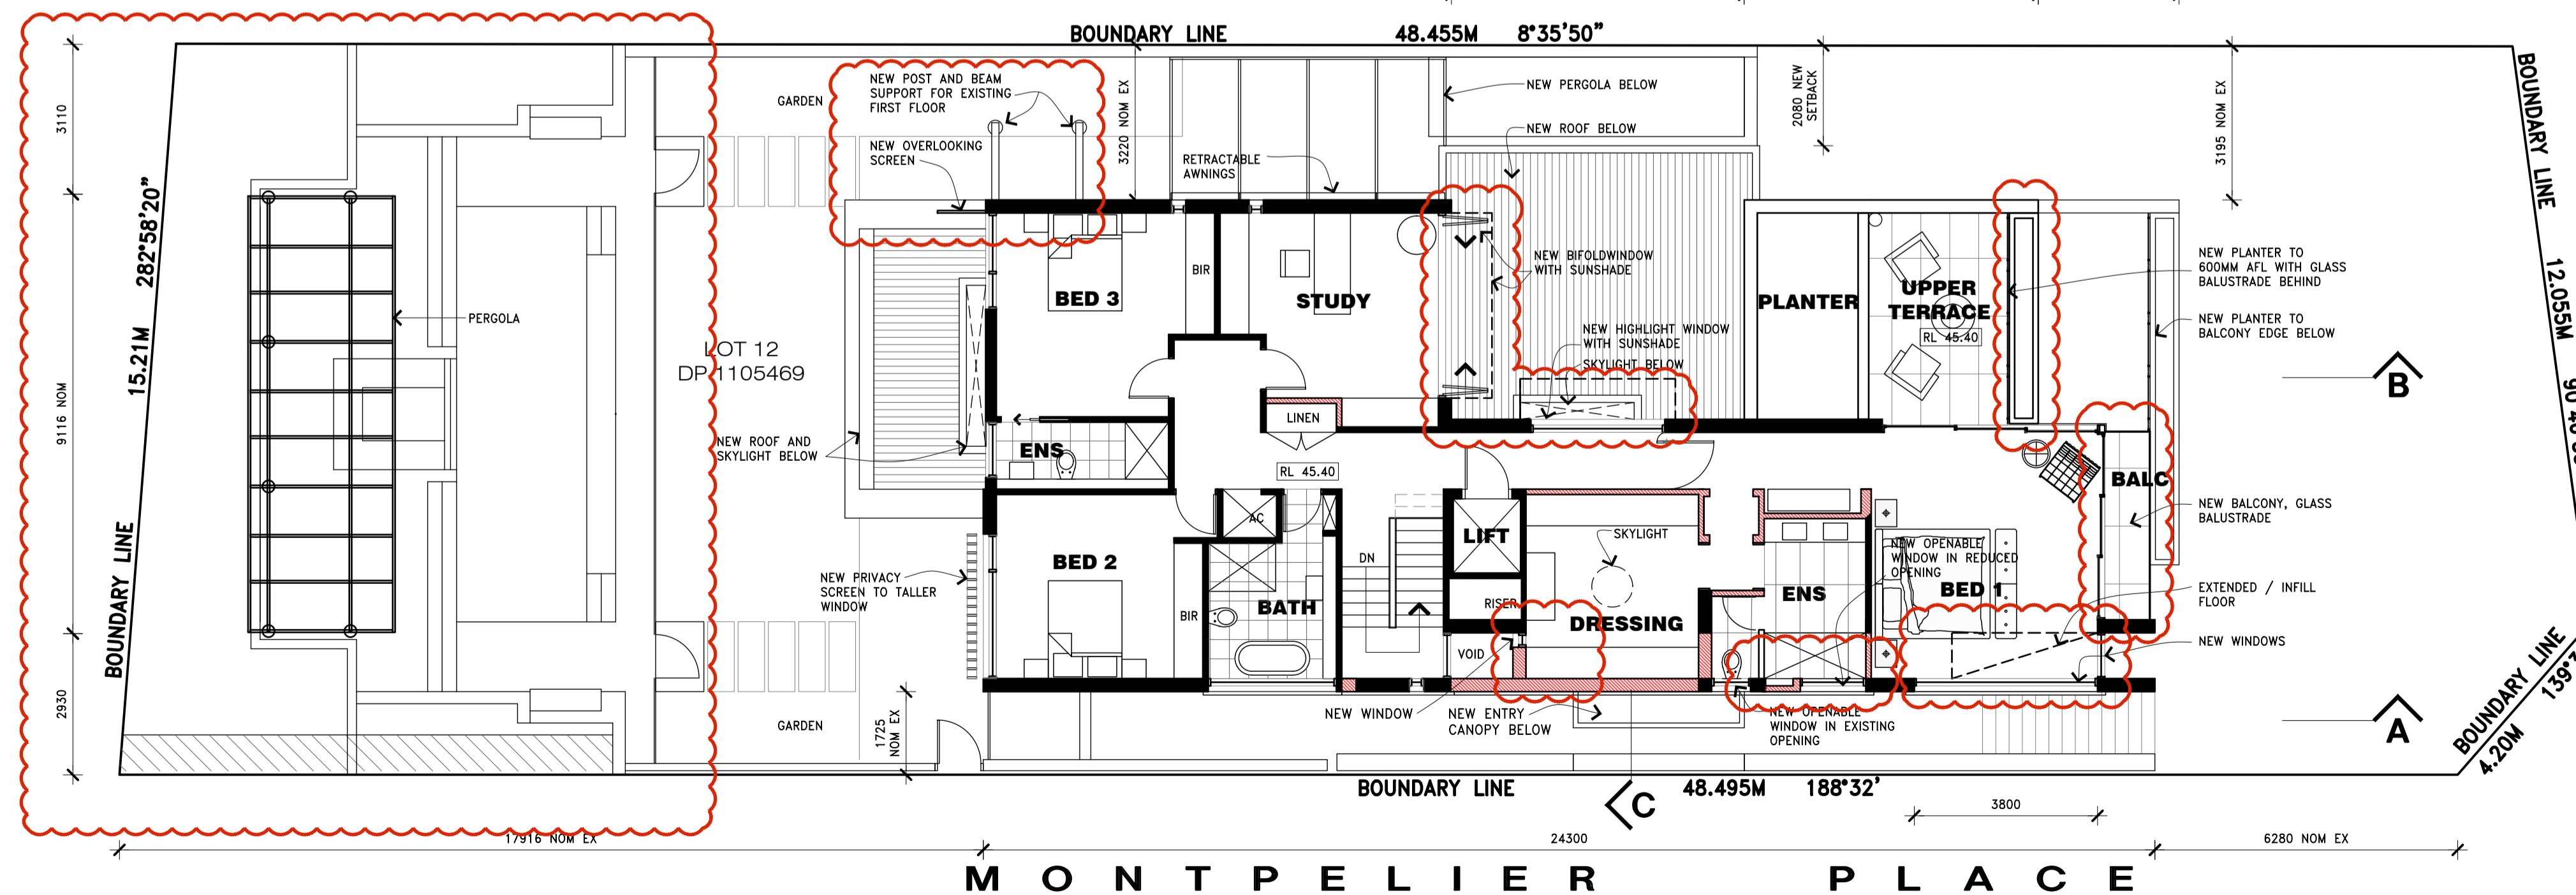 BOUNDARY LINE 48.455M 8°35'50"
BOUNDARY LINE
12.055M
BOUNDARY LINE 15.21M 282°58'20"
3110
9116 NOM
2930
PERGOLA
GARDEN
LOT 12
DP 1105469
GARDEN
NEW POST AND BEAM
SUPPORT FOR EXISTING
FIRST FLOOR
NEW OVERLOOKING
SCREEN
3220 NOM EX
RETRACTABLE
AWNINGS
NEW PERGOLA BELOW
NEW ROOF BELOW
2080 NEW
SETBACK
3195 NOM EX
BED 3
BIR
STUDY
NEW BIFOLDWINDOW
WITH SUNSHADE
NEW HIGHLIGHT WINDOW
WITH SUNSHADE
SKYLIGHT BELOW
PLANTER
UPPER
TERRACE
RL 45.40
NEW PLANTER TO
600MM AFL WITH GLASS
BALUSTRADE BEHIND
NEW PLANTER TO
BALCONY EDGE BELOW
B
NEW ROOF AND
SKYLIGHT BELOW
ENS
LINEN
RL 45.40
BALC
NEW BALCONY, GLASS
BALUSTRADE
AC
LIFT
SKYLIGHT
NEW OPENABLE
WINDOW IN REDUCED
OPENING
BED 1
EXTENDED / INFILL
FLOOR
NEW WINDOWS
NEW PRIVACY
SCREEN TO TALLER
WINDOW
BED 2
BIR
BATH
DN
RISER
DRESSING
ENS
VOID
1725
NOM EX
NEW WINDOW
NEW ENTRY
CANOPY BELOW
NEW OPENABLE
WINDOW IN EXISTING
OPENING
A
BOUNDARY LINE
4.20M
BOUNDARY LINE 48.495M 188°32'
C
3800
17916 NOM EX
24300
6280 NOM EX
MONTPELIER PLACE